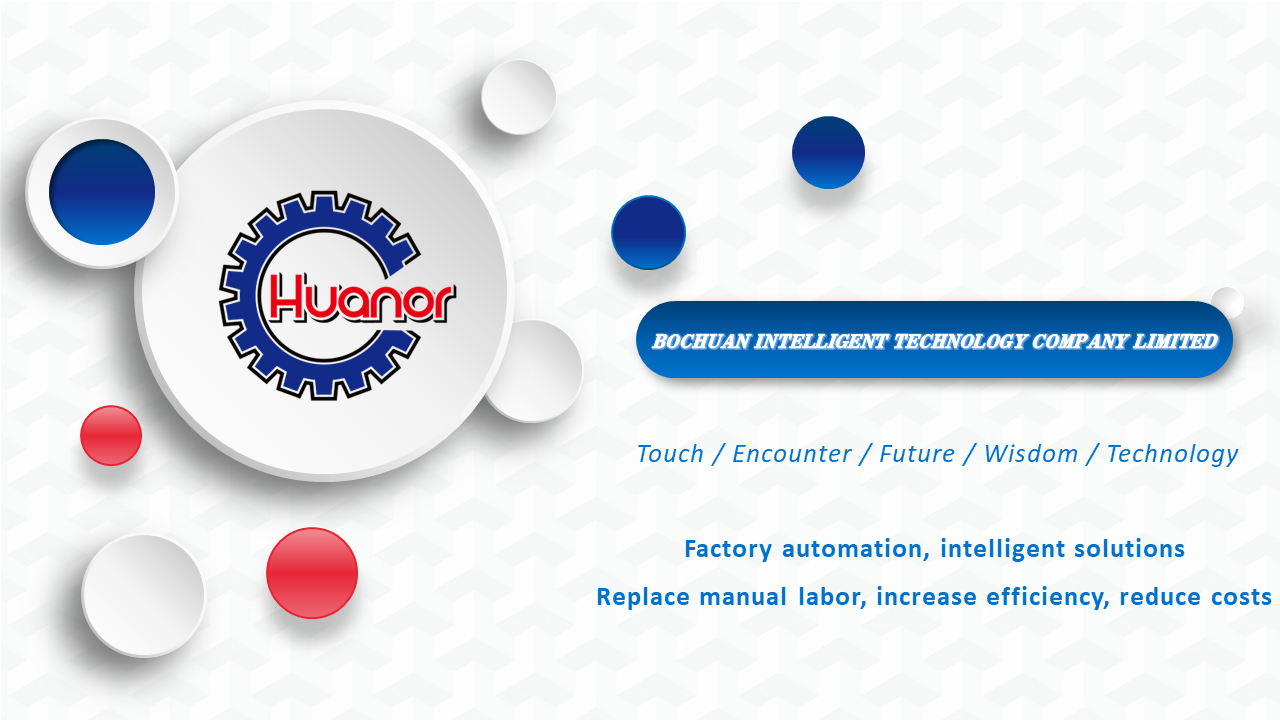 Huanor
BOCHUAN INTELLIGENT TECHNOLOGY COMPANY LIMITED
Touch / Encounter / Future / Wisdom / Technology
Factory automation, intelligent solutions
Replace manual labor, increase efficiency, reduce costs